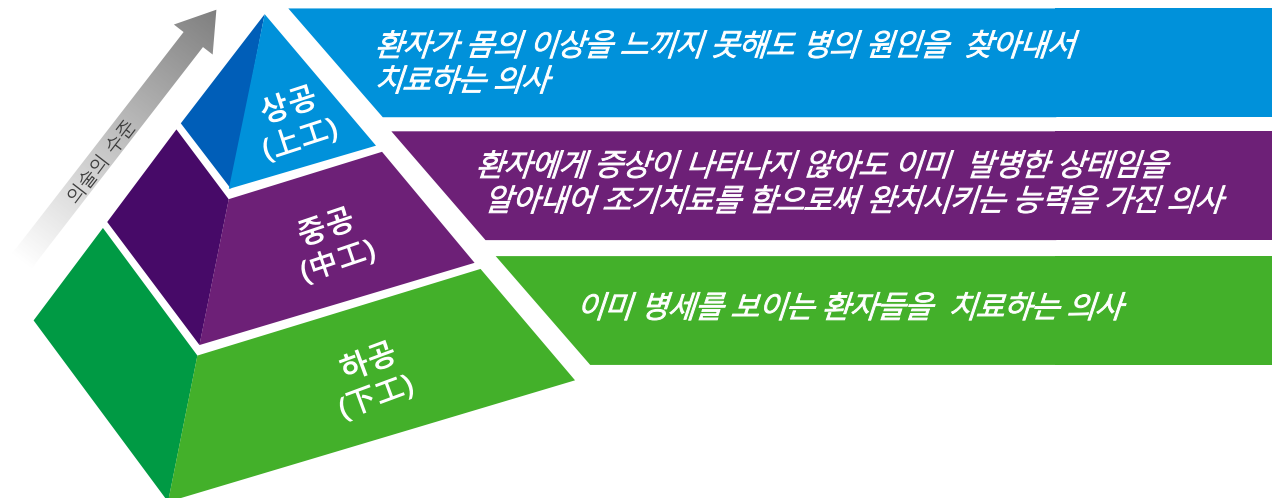 의술의 수준
상공
(上工)
환자가 몸의 이상을 느끼지 못해도 병의 원인을 찾아내서
치료하는 의사
중공
(中工)
환자에게 증상이 나타나지 않아도 이미 발병한 상태임을
알아내어 조기치료를 함으로써 완치시키는 능력을 가진 의사
하공
(下工)
이미 병세를 보이는 환자들을 치료하는 의사